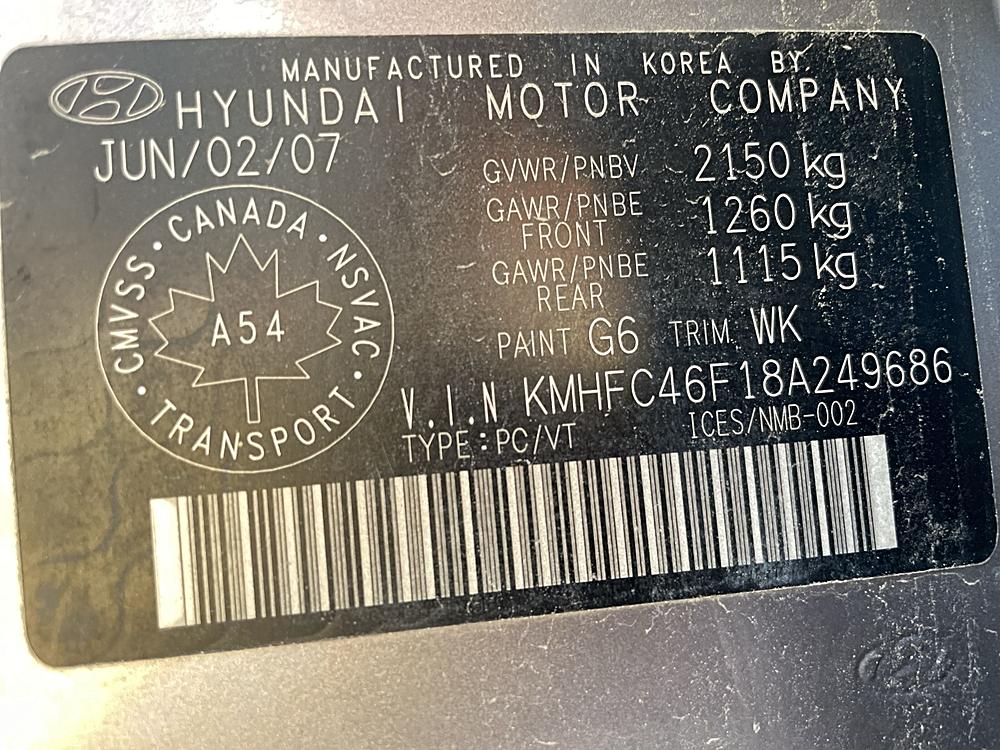 MANUFACTURED IN KOREA BY.
HYUNDAI MOTOR COMPANY
JUN/02/07
GVWR/PNBV 2150 kg
GAWR/PNBE FRONT 1260 kg
GAWR/PNBE REAR 1115 kg
PAINT G6 TRIM. WK
CANADA · NSVAC · TRANSPORT · CMVSS ·
A54
V.I.N KMHFC46F18A249686
TYPE : PC/VT ICES/NMB-002